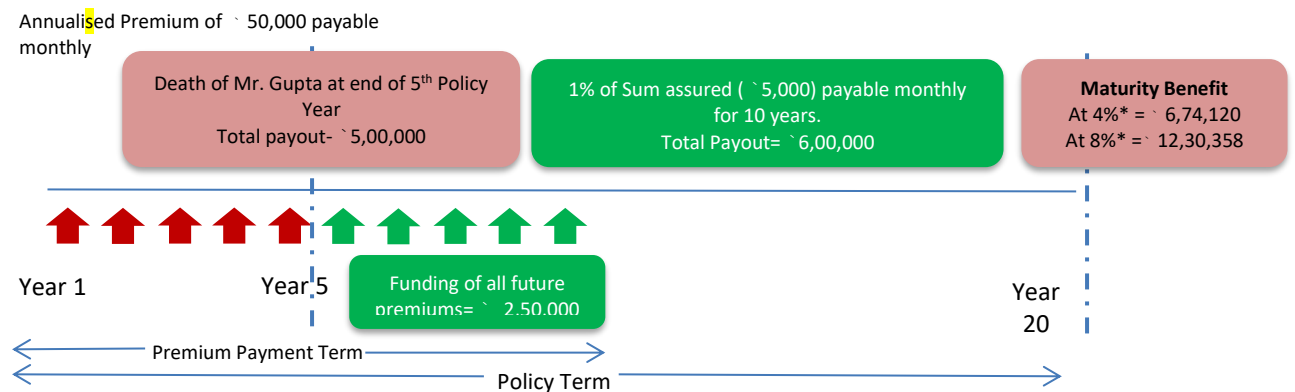 Annualised Premium of ` 50,000 payable
monthly
Death of Mr. Gupta at end of 5th Policy
Year
Total payout- `5,00,000
1% of Sum assured ( `5,000) payable monthly
for 10 years.
Total Payout= `6,00,000
Maturity Benefit
At 4%* = ` 6,74,120
At 8%* =` 12,30,358
Year 1
Year 5
Funding of all future
premiums= ` 2,50,000
Year
20
Premium Payment Term
Policy Term